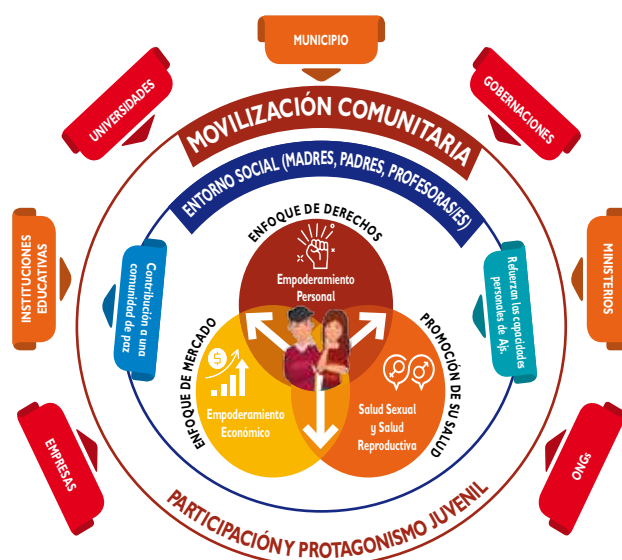 MUNICIPIO
UNIVERSIDADES
GOBERNACIONES
MOVILIZACIÓN COMUNITARIA
ENTORNO SOCIAL (MADRES, PADRES, PROFESORAS/ES)
INSTITUCIONES
EDUCATIVAS
MINISTERIOS
Contribución a una
comunidad de paz
Refuerzan las capacidades
personales de AJs.
ENFOQUE DE DERECHOS
Empoderamiento
Personal
ENFOQUE DE MERCADO
$
Empoderamiento
Económico
PROMOCIÓN DE SU SALUD
Salud Sexual
y Salud
Reproductiva
EMPRESAS
ONGs
PARTICIPACIÓN Y PROTAGONISMO JUVENIL